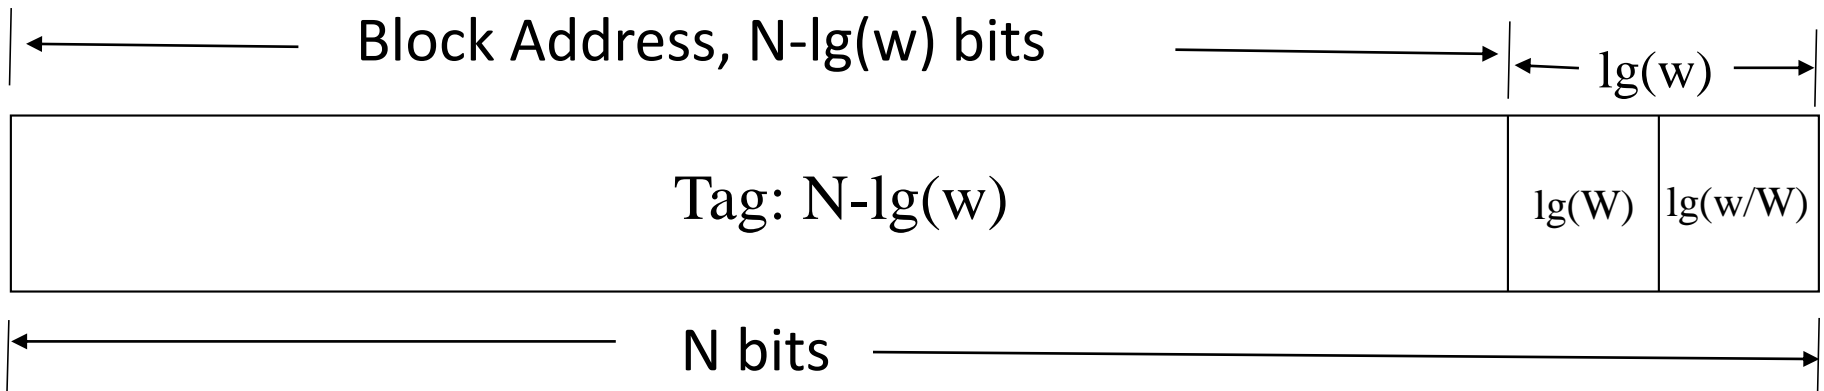 Block Address, N-lg(w) bits
lg(w)
Tag: N-lg(w)
lg(W)
lg(w/W)
N bits